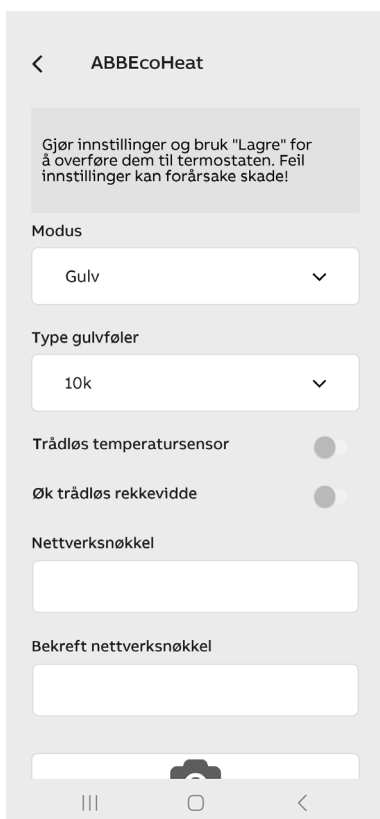 ABBEcoHeat
Gjør innstillinger og bruk "Lagre" for
å overføre dem til termostaten. Feil
innstillinger kan forårsake skade!
Modus
Gulv
Type gulvføler
10k
Trådløs temperatursensor
Øk trådløs rekkevidde
Nettverksnøkkel
Bekreft nettverksnøkkel